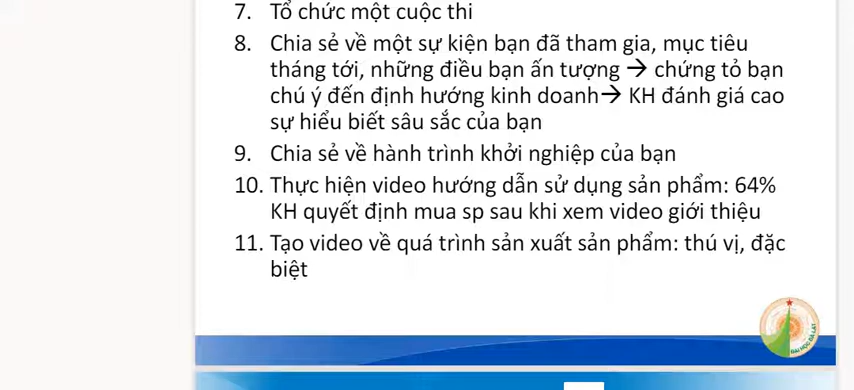 7. Tổ chức một cuộc thi
8. Chia sẻ về một sự kiện bạn đã tham gia, mục tiêu
tháng tới, những điều bạn ấn tượng → chứng tỏ bạn
chú ý đến định hướng kinh doanh→ KH đánh giá cao
sự hiểu biết sâu sắc của bạn
9. Chia sẻ về hành trình khởi nghiệp của bạn
10. Thực hiện video hướng dẫn sử dụng sản phẩm: 64%
KH quyết định mua sp sau khi xem video giới thiệu
11. Tạo video về quá trình sản xuất sản phẩm: thú vị, đặc
biệt
ĐẠI HỌC ĐÀ LẠT